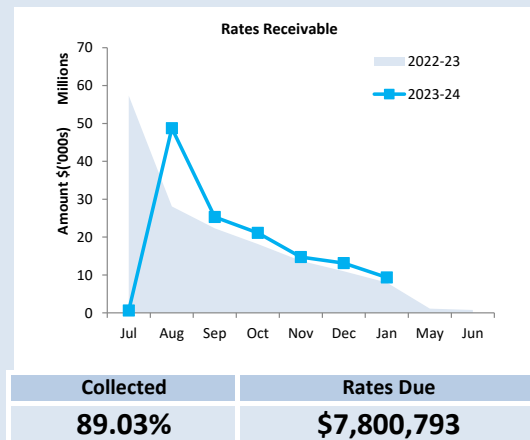 Rates Receivable
Amount $('000s) Millions
70
60
50
40
30
20
10
0
2022-23
2023-24
Jul Aug Sep Oct Nov Dec Jan May Jun
Collected Rates Due
89.03% $7,800,793